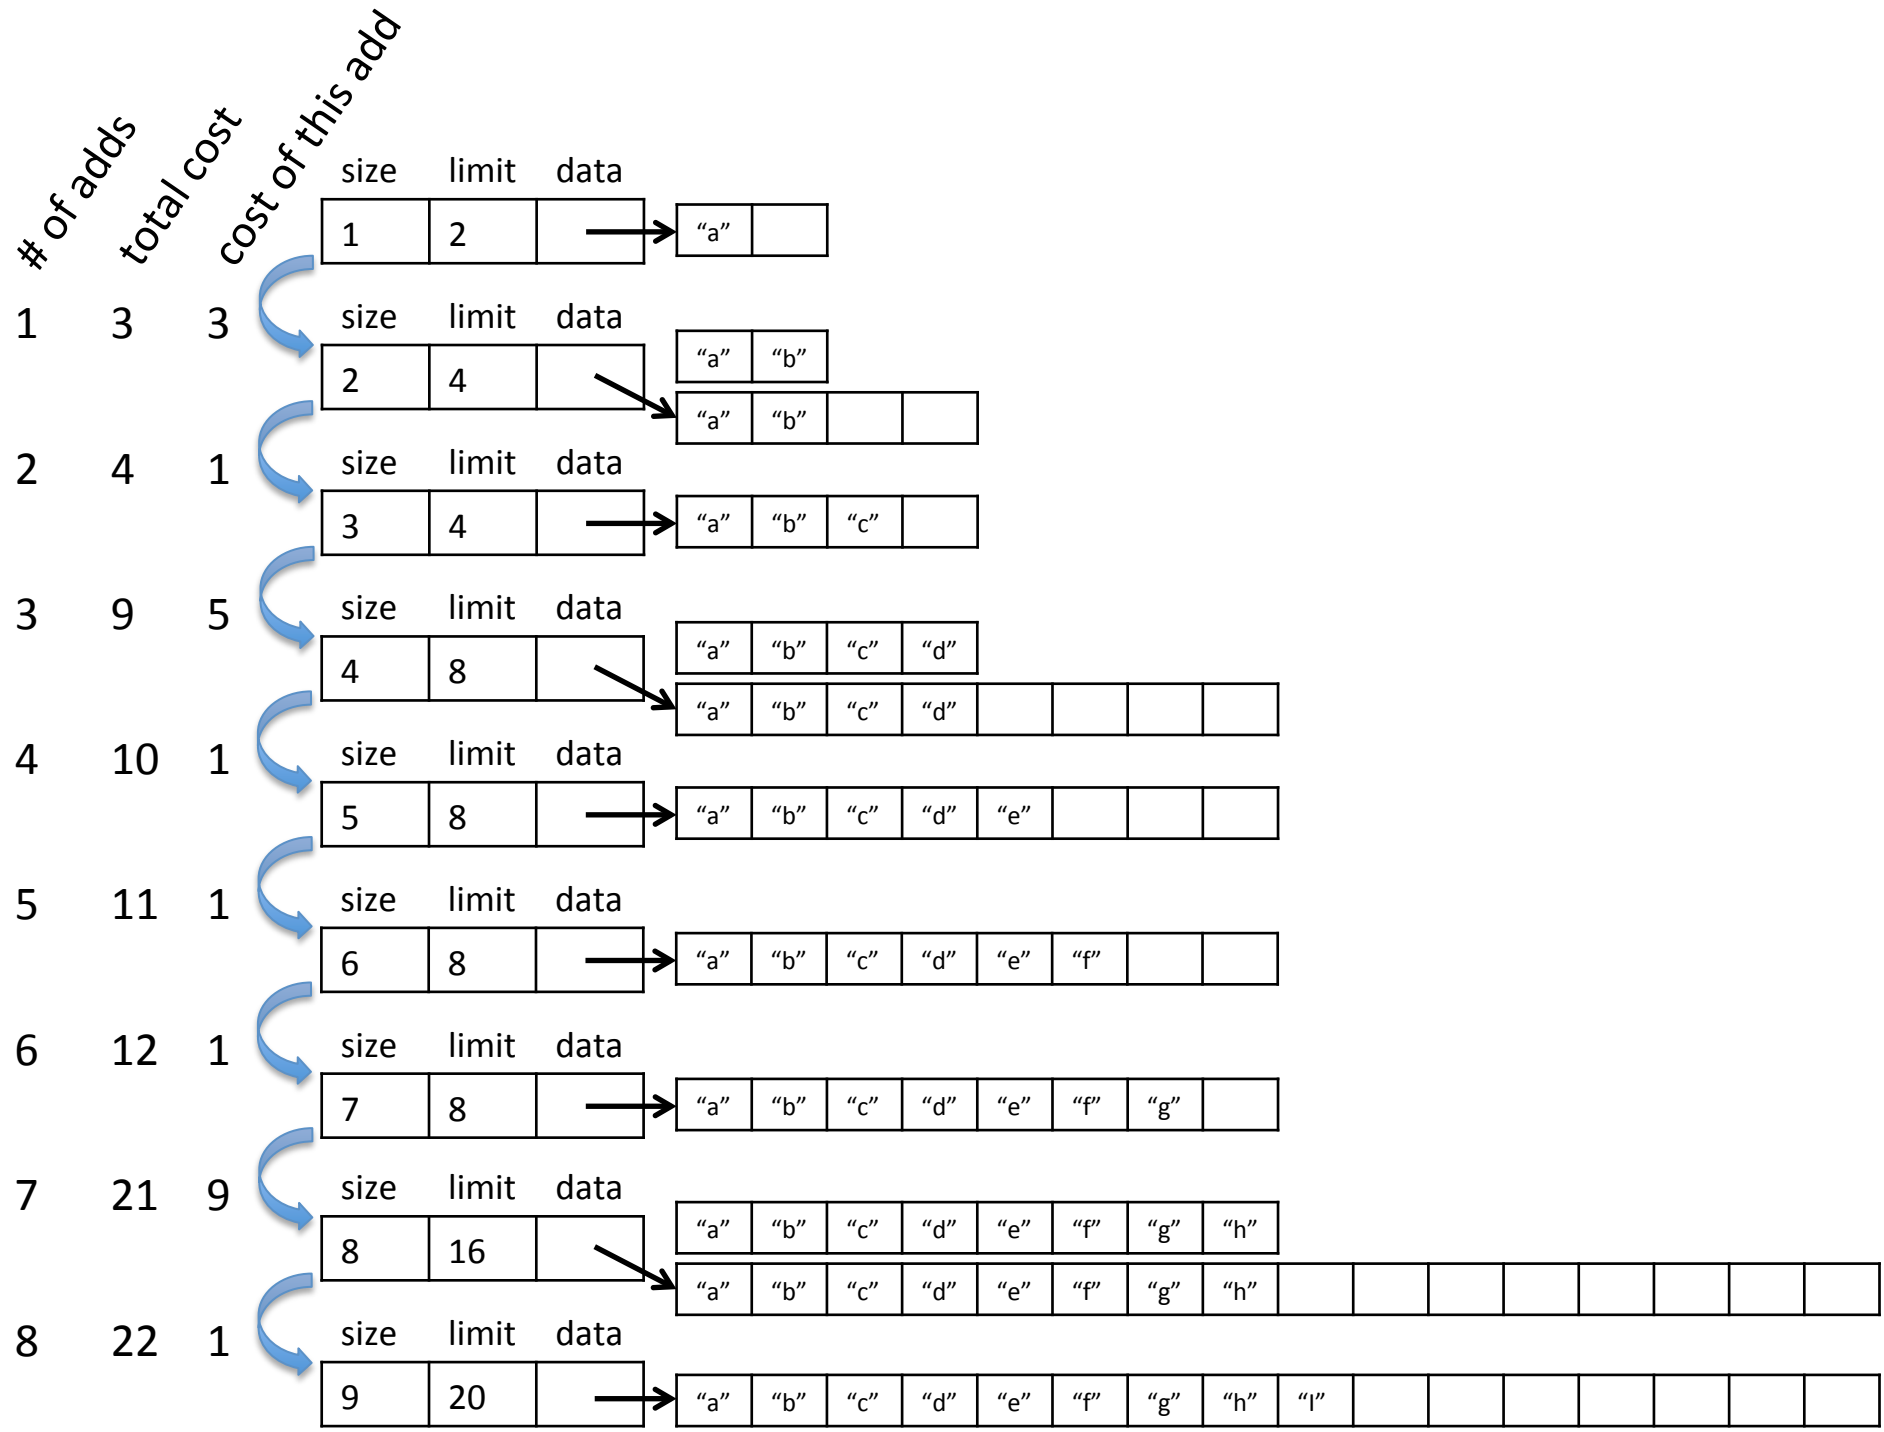 # of adds
total cost
cost of this add
size limit data
1 2 “a”
1 3 3
size limit data
“a” “b”
2 4
“a” “b”
2 4 1
size limit data
3 4 “a” “b” “c”
3 9 5
size limit data
“a” “b” “c” “d”
4 8
“a” “b” “c” “d”
4 10 1
size limit data
5 8 “a” “b” “c” “d” “e”
5 11 1
size limit data
6 8 “a” “b” “c” “d” “e” “f”
6 12 1
size limit data
7 8 “a” “b” “c” “d” “e” “f” “g”
7 21 9
size limit data
“a” “b” “c” “d” “e” “f” “g” “h”
8 16
“a” “b” “c” “d” “e” “f” “g” “h”
8 22 1
size limit data
9 20 “a” “b” “c” “d” “e” “f” “g” “h” “I”